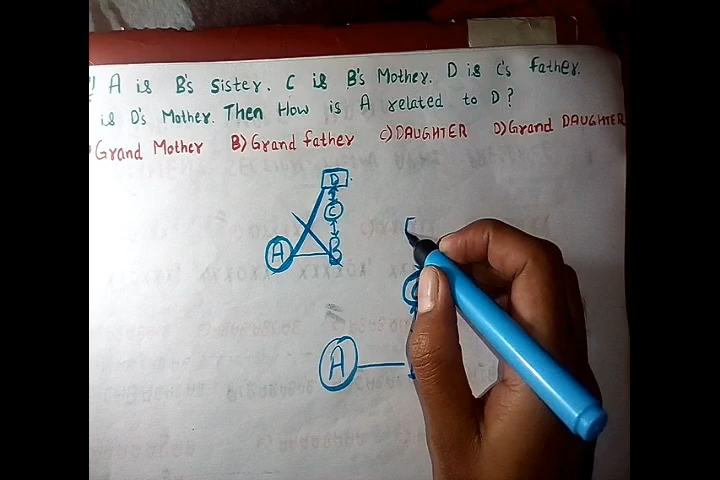 A is B's Sister. C is B's Mother. D is C's father.
is D's Mother. Then How is A related to D?
Grand Mother B) Grand father C) DAUGHTER D) Grand DAUGHTER
D
C
A B
A